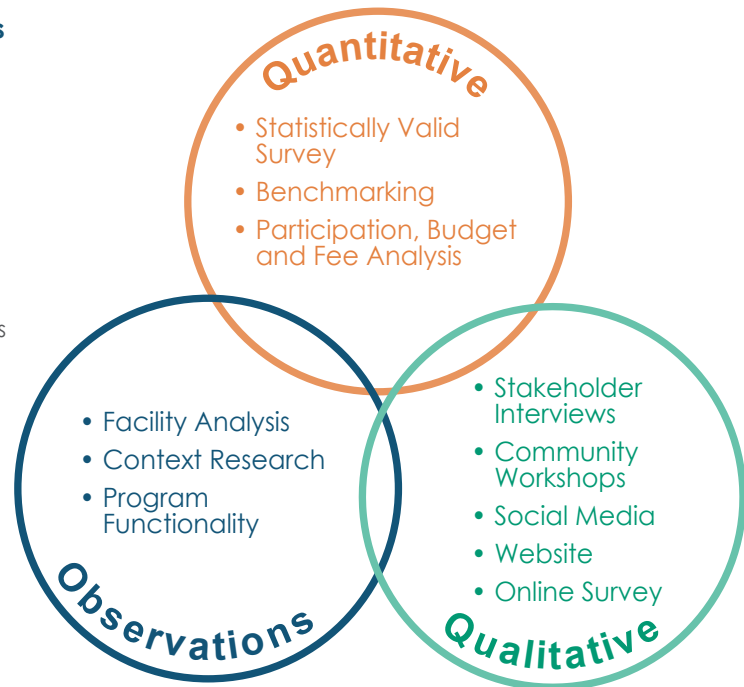 s
Quantitative
• Statistically Valid
Survey
• Benchmarking
• Participation, Budget
and Fee Analysis
s
• Facility Analysis
• Context Research
• Program
Functionality
Observations
• Stakeholder
Interviews
• Community
Workshops
• Social Media
• Website
• Online Survey
Qualitative